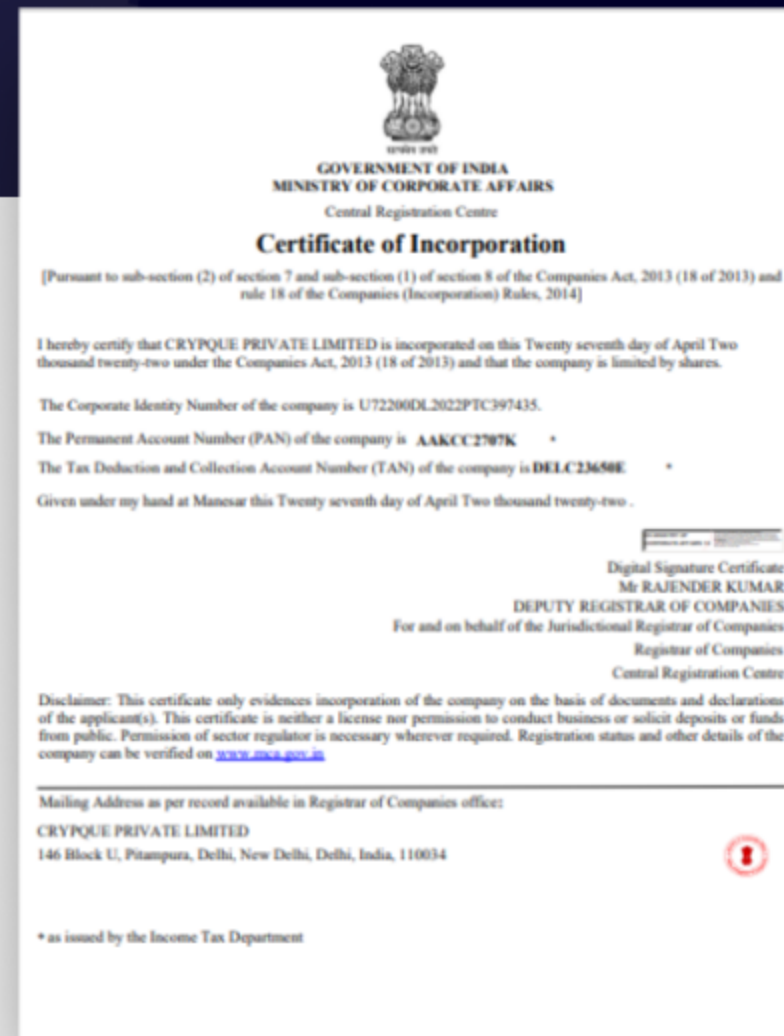 GOVERNMENT OF INDIA
MINISTRY OF CORPORATE AFFAIRS
Central Registration Centre
Certificate of Incorporation
[Pursuant to sub-section (2) of section 7 and sub-section (1) of section 8 of the Companies Act, 2013 (18 of 2013) and
rule 18 of the Companies (Incorporation) Rules, 2014]
I hereby certify that CRYPQUE PRIVATE LIMITED is incorporated on this Twenty seventh day of April Two
thousand twenty-two under the Companies Act, 2013 (18 of 2013) and that the company is limited by shares.
The Corporate Identity Number of the company is U72200DL2022PTC397435.
The Permanent Account Number (PAN) of the company is AAKCC2707K *
The Tax Deduction and Collection Account Number (TAN) of the company is DELC23650E *
Given under my hand at Manesar this Twenty seventh day of April Two thousand twenty-two .
Digital Signature Certificate
Mr RAJENDER KUMAR
DEPUTY REGISTRAR OF COMPANIES
For and on behalf of the Jurisdictional Registrar of Companies
Registrar of Companies
Central Registration Centre
Disclaimer: This certificate only evidences incorporation of the company on the basis of documents and declarations
of the applicant(s). This certificate is neither a license nor permission to conduct business or solicit deposits or funds
from public. Permission of sector regulator is necessary wherever required. Registration status and other details of the
company can be verified on www.mca.gov.in
Mailing Address as per record available in Registrar of Companies office:
CRYPQUE PRIVATE LIMITED
146 Block U, Pitampura, Delhi, New Delhi, Delhi, India, 110034
* as issued by the Income Tax Department